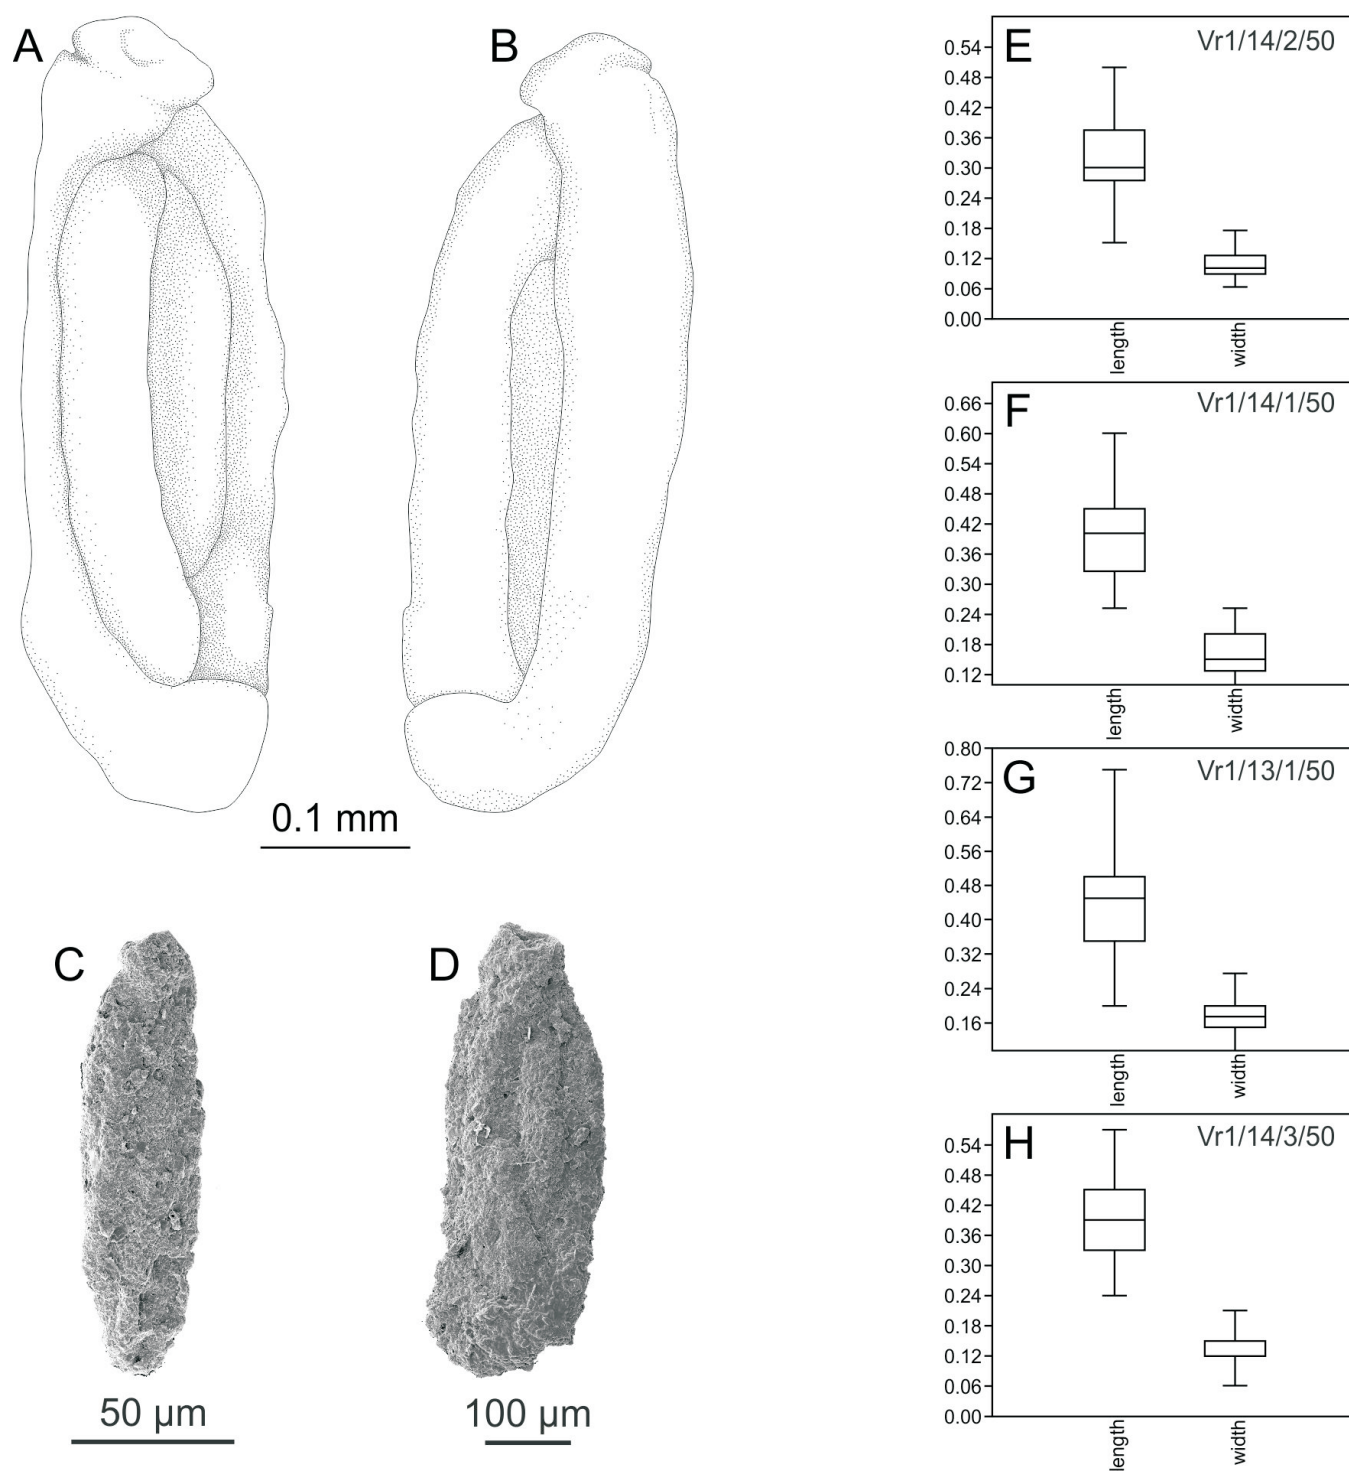 A
B
0.1 mm
C
D
50 µm
100 µm
E
Vr1/14/2/50
0.54
0.48
0.42
0.36
0.30
0.24
0.18
0.12
0.06
0.00
length
width
F
Vr1/14/1/50
0.66
0.60
0.54
0.48
0.42
0.36
0.30
0.24
0.18
0.12
length
width
G
Vr1/13/1/50
0.80
0.72
0.64
0.56
0.48
0.40
0.32
0.24
0.16
length
width
H
Vr1/14/3/50
0.54
0.48
0.42
0.36
0.30
0.24
0.18
0.12
0.06
0.00
length
width